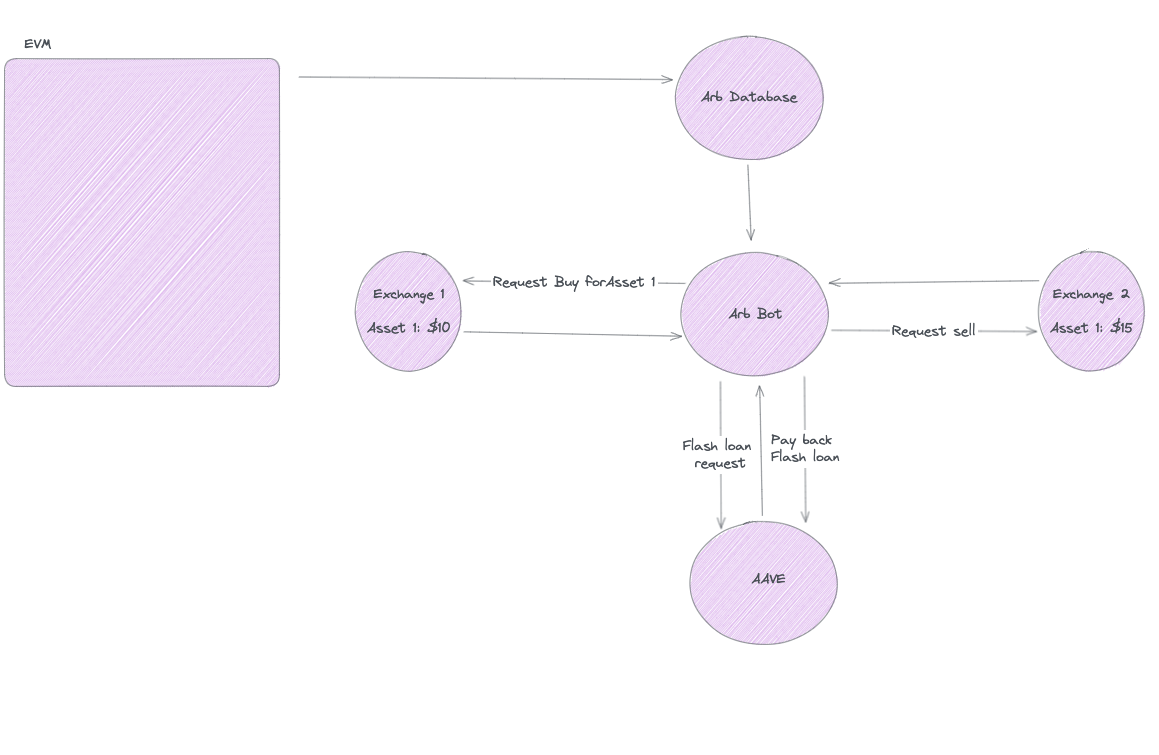 EVM
Arb Database
Exchange 1
Asset 1: $10
Request Buy forAsset 1
Arb Bot
Request sell
Exchange 2
Asset 1: $15
Flash loan
request
Pay back
Flash loan
AAVE